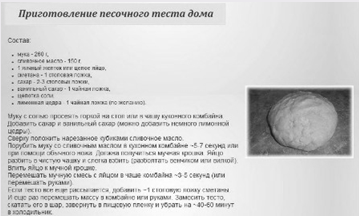 Приготовление песочного теста дома
Состав:
мука - 260 г,
сливочное масло - 150 г
1 яичный желток или целое яйцо,
сметана - 1 столовая ложка,
сахар - 2-3 столовых ложки,
ванильный сахар - 1 чайная ложка,
щепотка соли
лимонная цедра - 1 чайная ложка (по желанию).
Муку с солью просеять горкой на стол или в чашу кухонного комбайна
Добавить сахар и ванильный сахар (можно добавить немного лимонной
цедры).
Сверху положить нарезанное кубиками сливочное масло.
Порубить муку со сливочным маслом в кухонном комбайне ~5-7 секунд или
при помощи обычного ножа. Должна получиться мучная крошка. Яйцо
разбить в чистую чашку и слегка взбить (разболтать венчиком или вилкой).
Влить яйцо к мучной крошке.
Перемешать мучную смесь с яйцом в чаше комбайна ~3-5 секунд (или
перемешать руками).
Если тесто все еще рассыпается, добавить ~1 столовую ложку сметаны
И еще раз перемешать массу в комбайне или руками. Замесить тесто,
скатать его в шар, завернуть в пищевую пленку и убрать на ~40-60 минут
в холодильник.